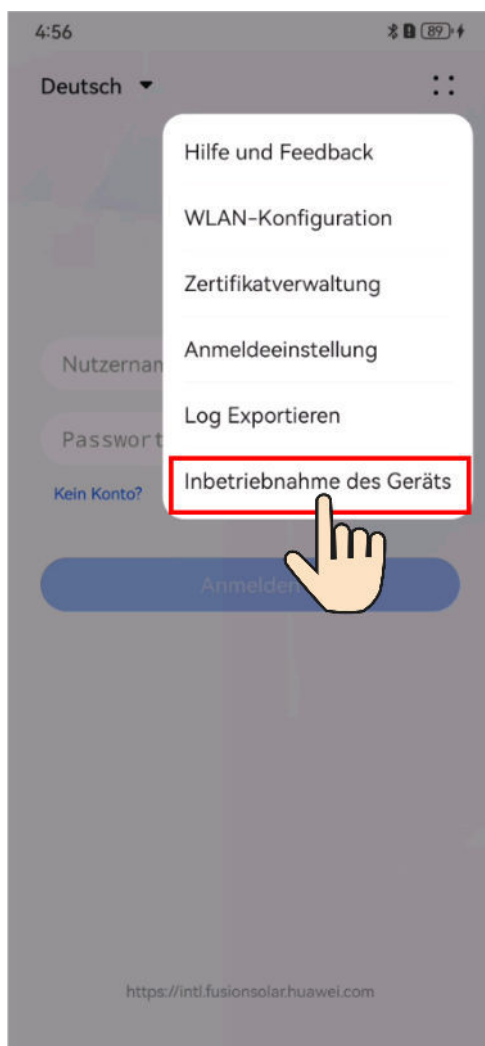 4:56
89
Deutsch
Hilfe und Feedback
WLAN-Konfiguration
Zertifikatverwaltung
Anmeldeeinstellung
Nutzernam
Log Exportieren
Passwort
Inbetriebnahme des Geräts
Kein Konto?
Anmelden
https://intl.fusionsolar.huawei.com